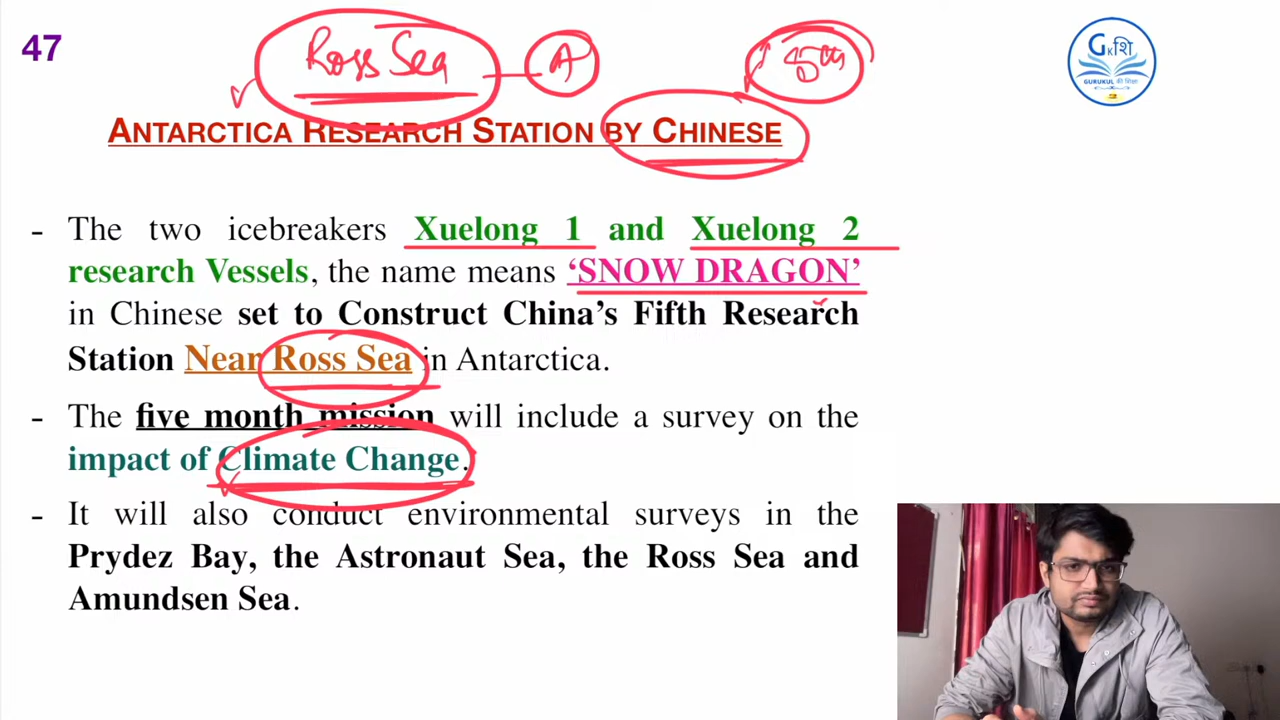 47
Ross Sea
A
5th
GKशि
GURUKUL की शिक्षा
ANTARCTICA RESEARCH STATION BY CHINESE
- The two icebreakers Xuelong 1 and Xuelong 2
research Vessels, the name means ‘SNOW DRAGON’
in Chinese set to Construct China’s Fifth Research
Station Near Ross Sea in Antarctica.
- The five month mission will include a survey on the
impact of Climate Change.
- It will also conduct environmental surveys in the
Prydez Bay, the Astronaut Sea, the Ross Sea and
Amundsen Sea.